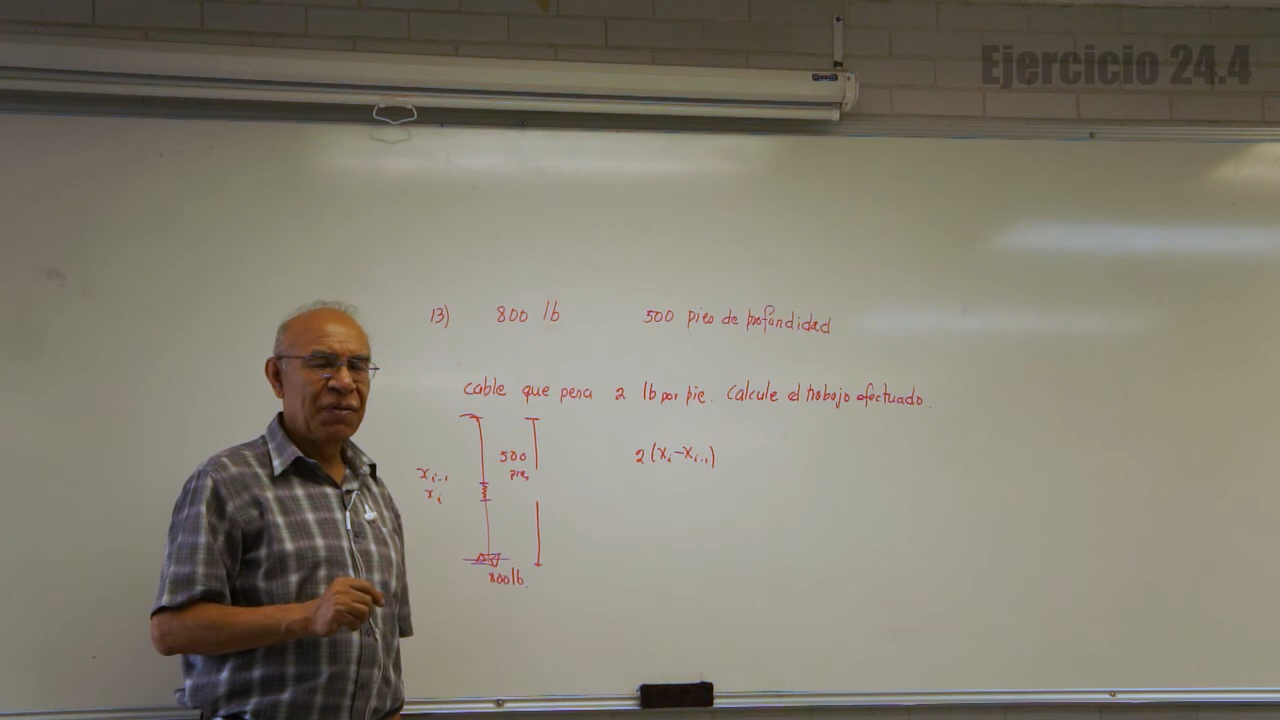 Ejercicio 24.4
13) 800 lb 500 pies de profundidad
cable que pesa 2 lb por pie. Calcule el trabajo efectuado.
500 pies
2(xᵢ-xᵢ₋₁)
xᵢ₋₁
xᵢ
800 lb.